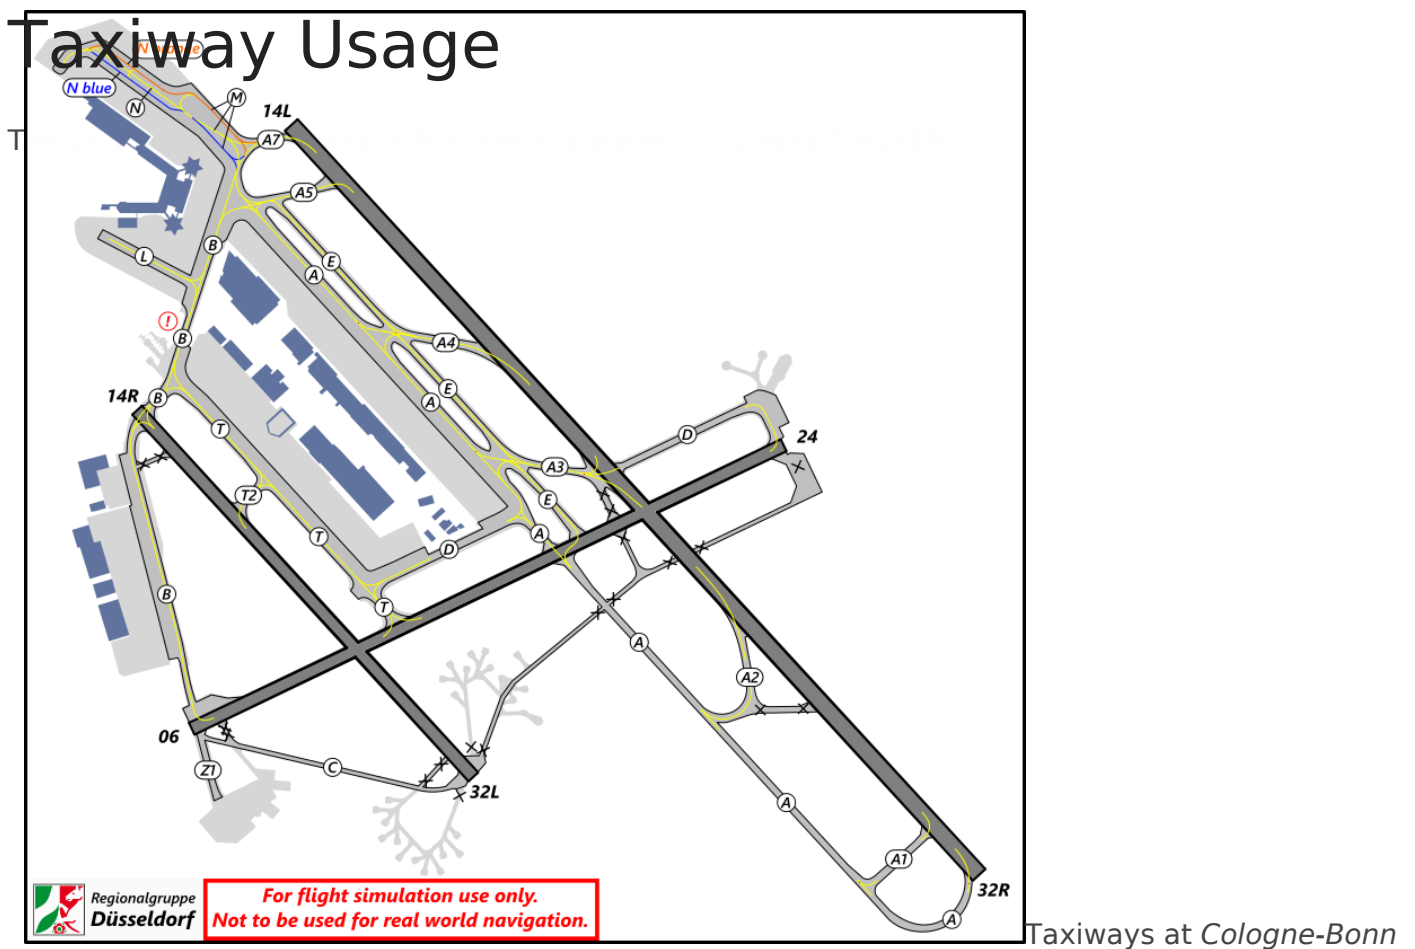 Taxiway Usage
N orange
N blue
N
M
14L
A7
A5
B
L
E
A
!
B
A4
14R
B
E
A
T
D
24
A3
T2
E
T
A
D
B
T
A
A2
06
Z1
C
32L
A
A1
32R
A
Regionalgruppe
Düsseldorf
For flight simulation use only.
Not to be used for real world navigation.
Taxiways at Cologne-Bonn